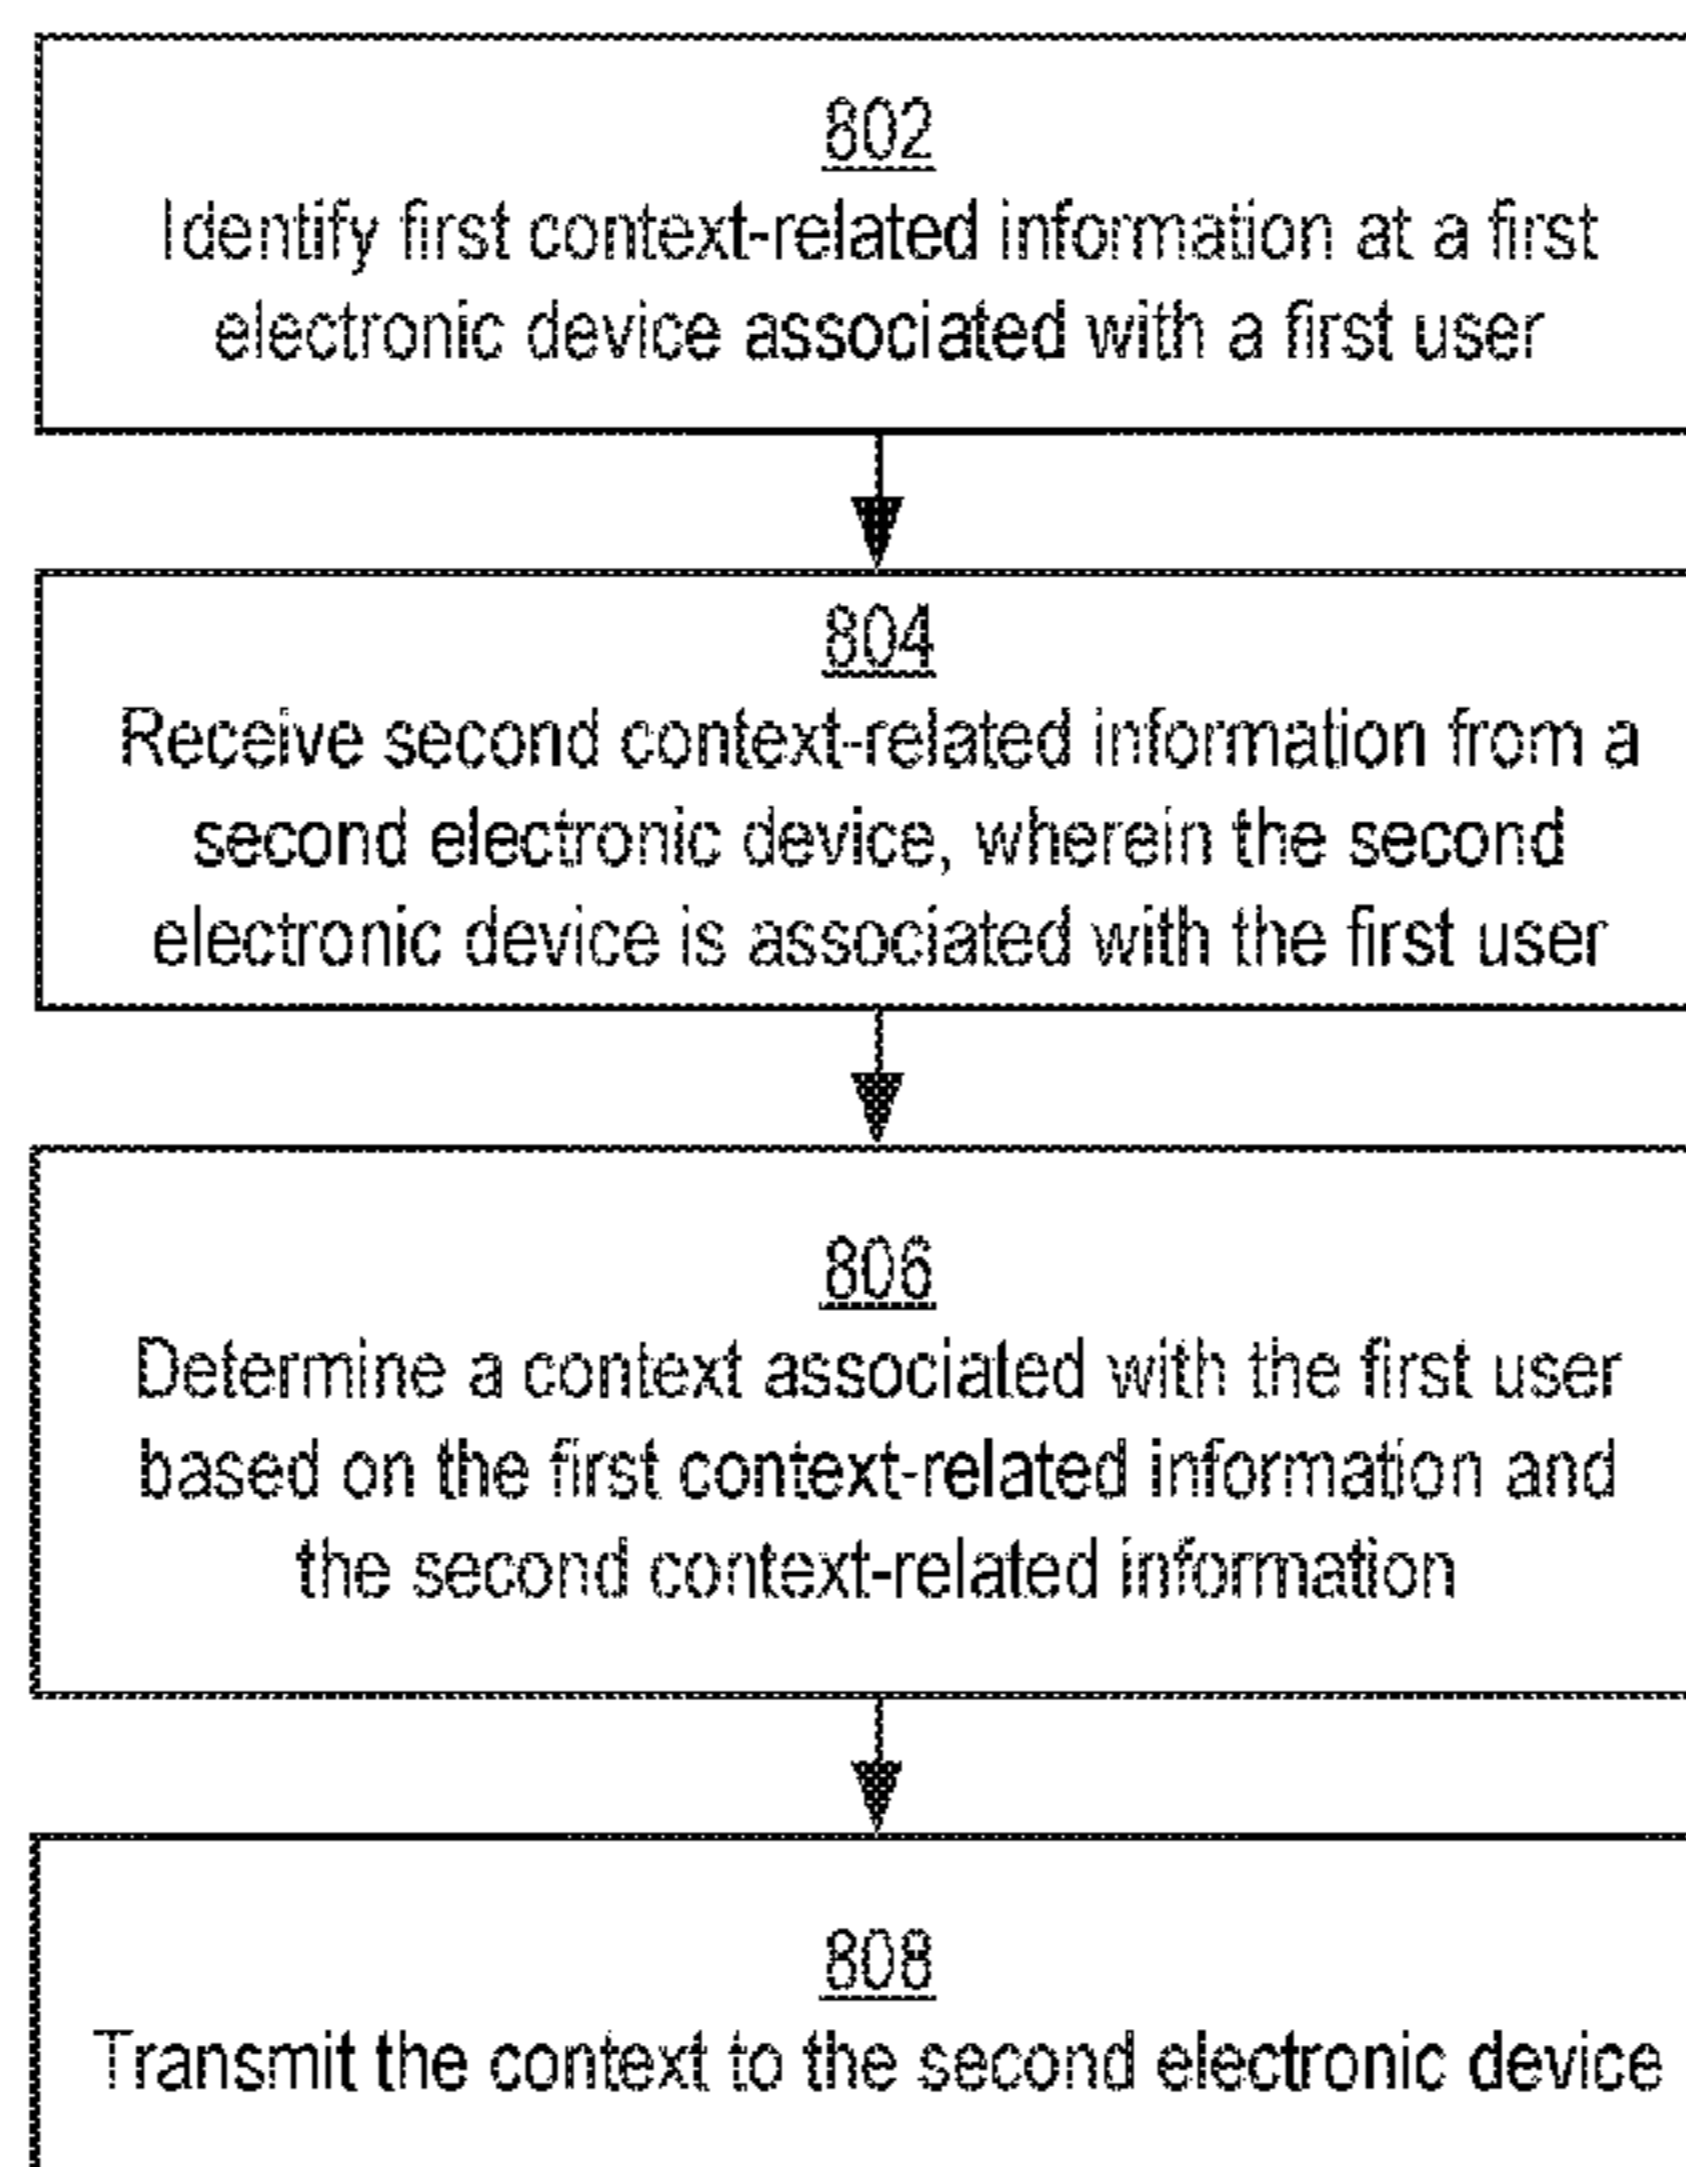 802
Identify first context-related information at a first
electronic device associated with a first user
804
Receive second context-related information from a
second electronic device, wherein the second
electronic device is associated with the first user
806
Determine a context associated with the first user
based on the first context-related information and
the second context-related information
808
Transmit the context to the second electronic device